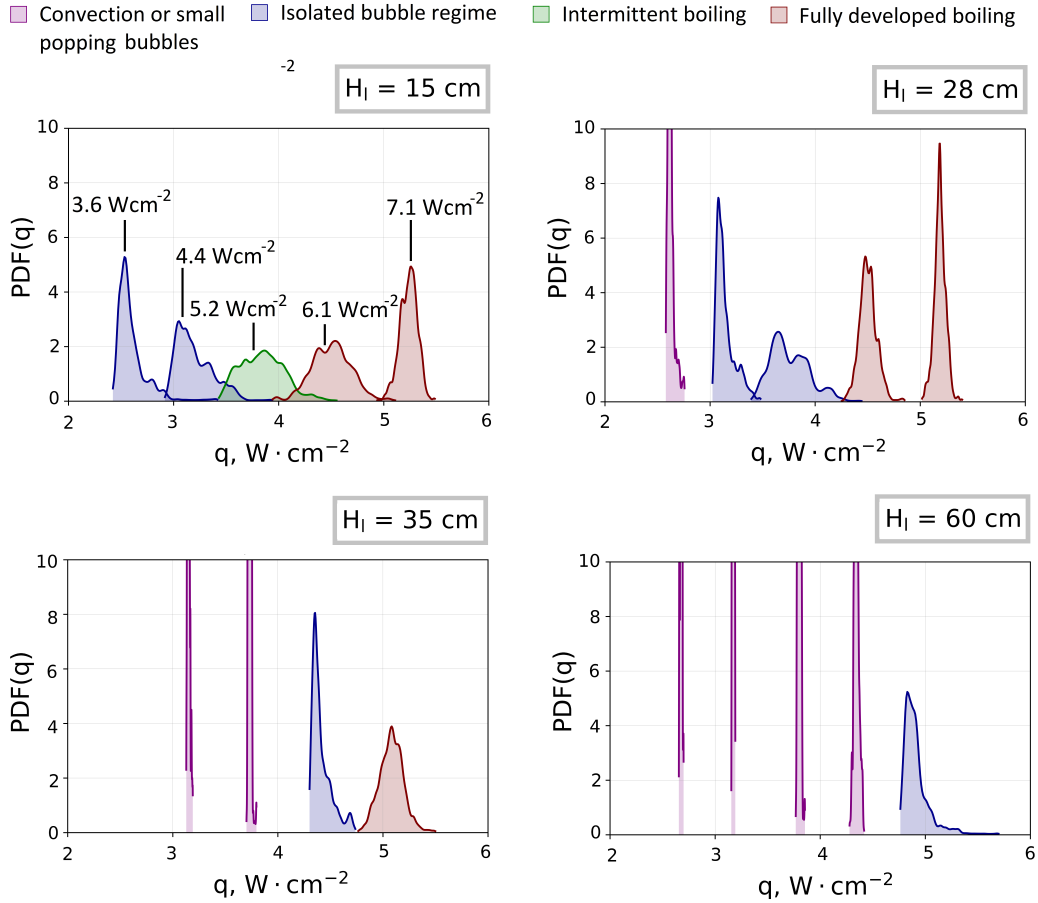 Convection or small
popping bubbles
Isolated bubble regime
Intermittent boiling
Fully developed boiling
-2
Hₗ = 15 cm
10
8
6
4
2
0
2
3
4
5
6
PDF(q)
q, W·cm⁻²
3.6 Wcm⁻²
4.4 Wcm⁻²
5.2 Wcm⁻²
6.1 Wcm⁻²
7.1 Wcm⁻²
Hₗ = 28 cm
10
8
6
4
2
0
2
3
4
5
6
PDF(q)
q, W·cm⁻²
Hₗ = 35 cm
10
8
6
4
2
0
2
3
4
5
6
PDF(q)
q, W·cm⁻²
Hₗ = 60 cm
10
8
6
4
2
0
2
3
4
5
6
PDF(q)
q, W·cm⁻²